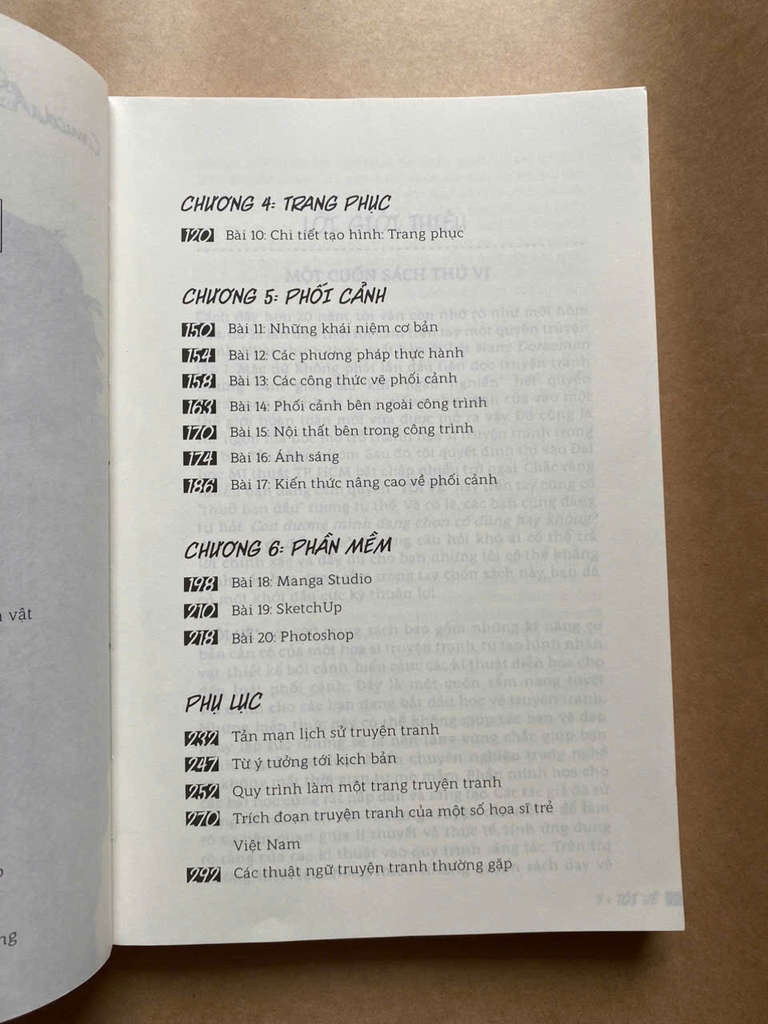 CHƯƠNG 4: TRANG PHỤC
120 Bài 10: Chi tiết tạo hình: Trang phục
CHƯƠNG 5: PHỐI CẢNH
150 Bài 11: Những khái niệm cơ bản
154 Bài 12: Các phương pháp thực hành
158 Bài 13: Các công thức vẽ phối cảnh
163 Bài 14: Phối cảnh bên ngoài công trình
170 Bài 15: Nội thất bên trong công trình
174 Bài 16: Ánh sáng
186 Bài 17: Kiến thức nâng cao về phối cảnh
CHƯƠNG 6: PHẦN MỀM
198 Bài 18: Manga Studio
210 Bài 19: SketchUp
218 Bài 20: Photoshop
PHỤ LỤC
232 Tản mạn lịch sử truyện tranh
247 Từ ý tưởng tới kịch bản
252 Quy trình làm một trang truyện tranh
270 Trích đoạn truyện tranh của một số họa sĩ trẻ
Việt Nam
292 Các thuật ngữ truyện tranh thường gặp
vật